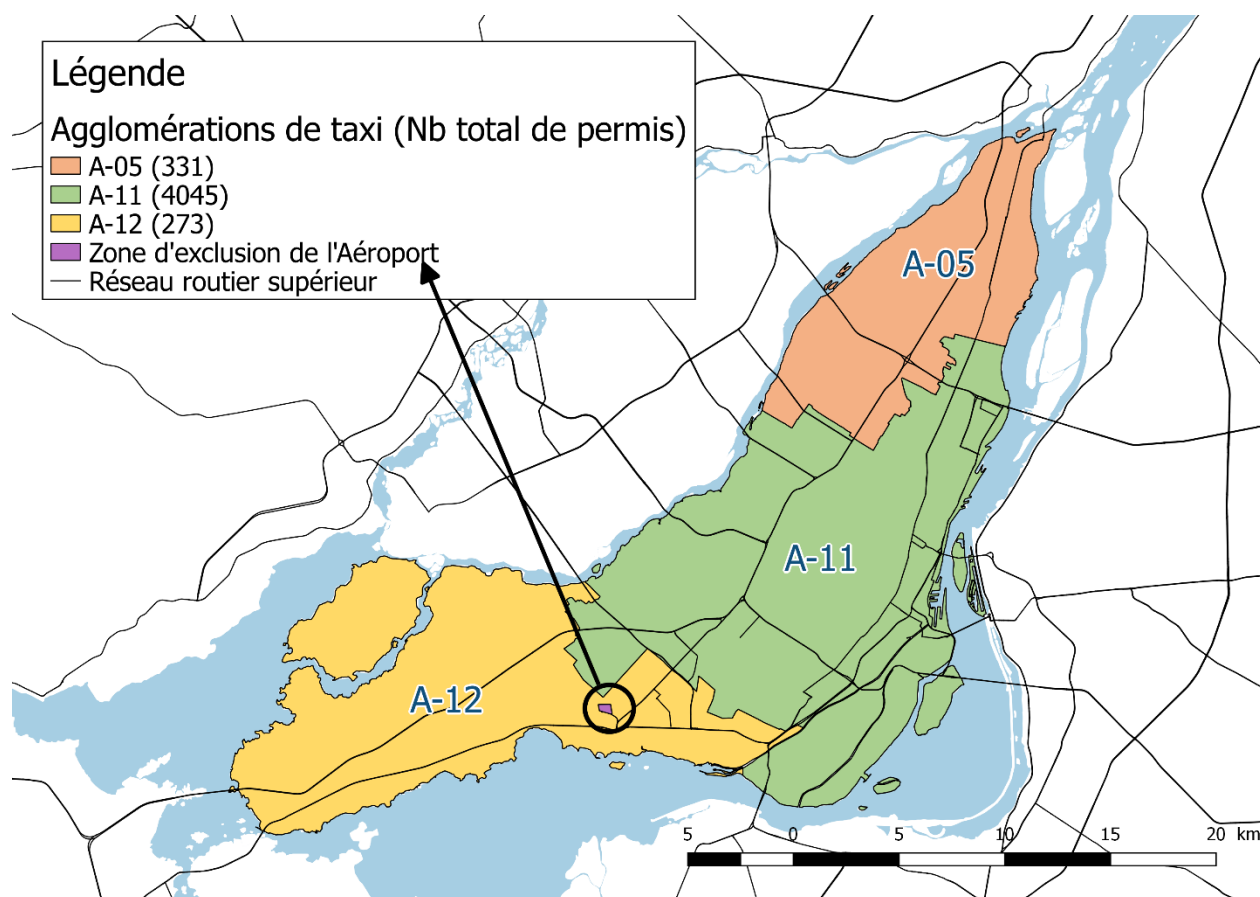 Légende
Agglomérations de taxi (Nb total de permis)
A-05 (331)
A-11 (4045)
A-12 (273)
Zone d'exclusion de l'Aéroport
Réseau routier supérieur
A-05
A-11
A-12
5 0 5 10 15 20 km